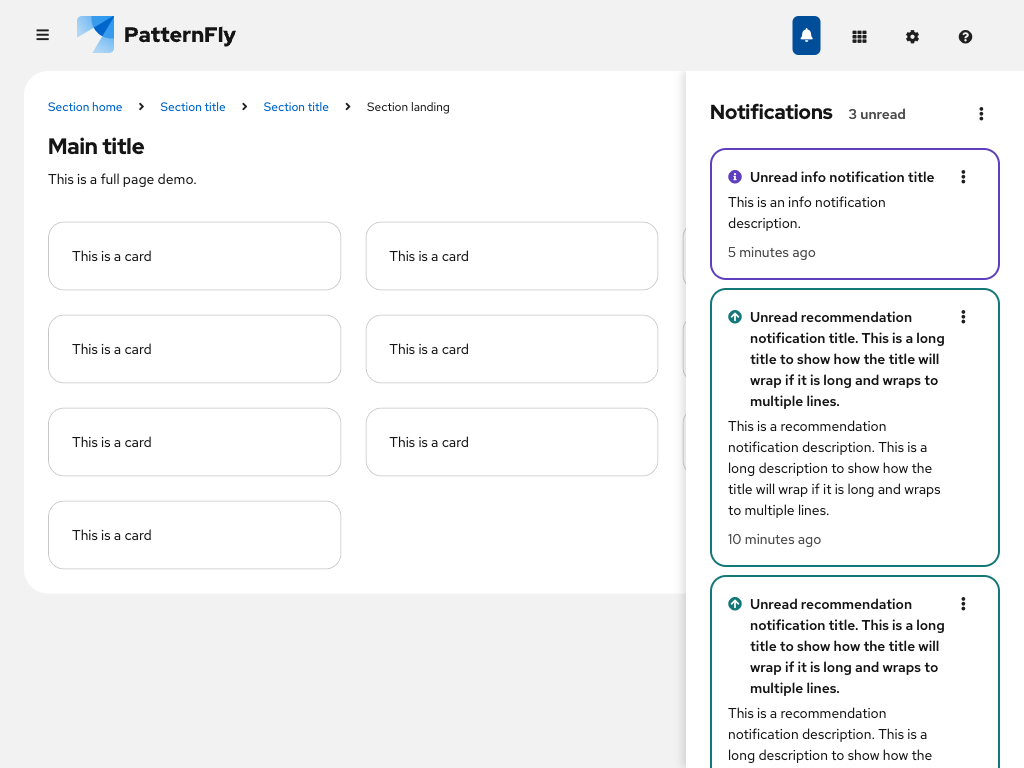 PatternFly
Section home
Section title
Section title
Section landing
Main title
This is a full page demo.
This is a card
This is a card
This is a card
This is a card
This is a card
This is a card
This is a card
Notifications
3 unread
Unread info notification title
This is an info notification
description.
5 minutes ago
Unread recommendation
notification title. This is a long
title to show how the title will
wrap if it is long and wraps to
multiple lines.
This is a recommendation
notification description. This is a
long description to show how the
title will wrap if it is long and wraps
to multiple lines.
10 minutes ago
Unread recommendation
notification title. This is a long
title to show how the title will
wrap if it is long and wraps to
multiple lines.
This is a recommendation
notification description. This is a
long description to show how the